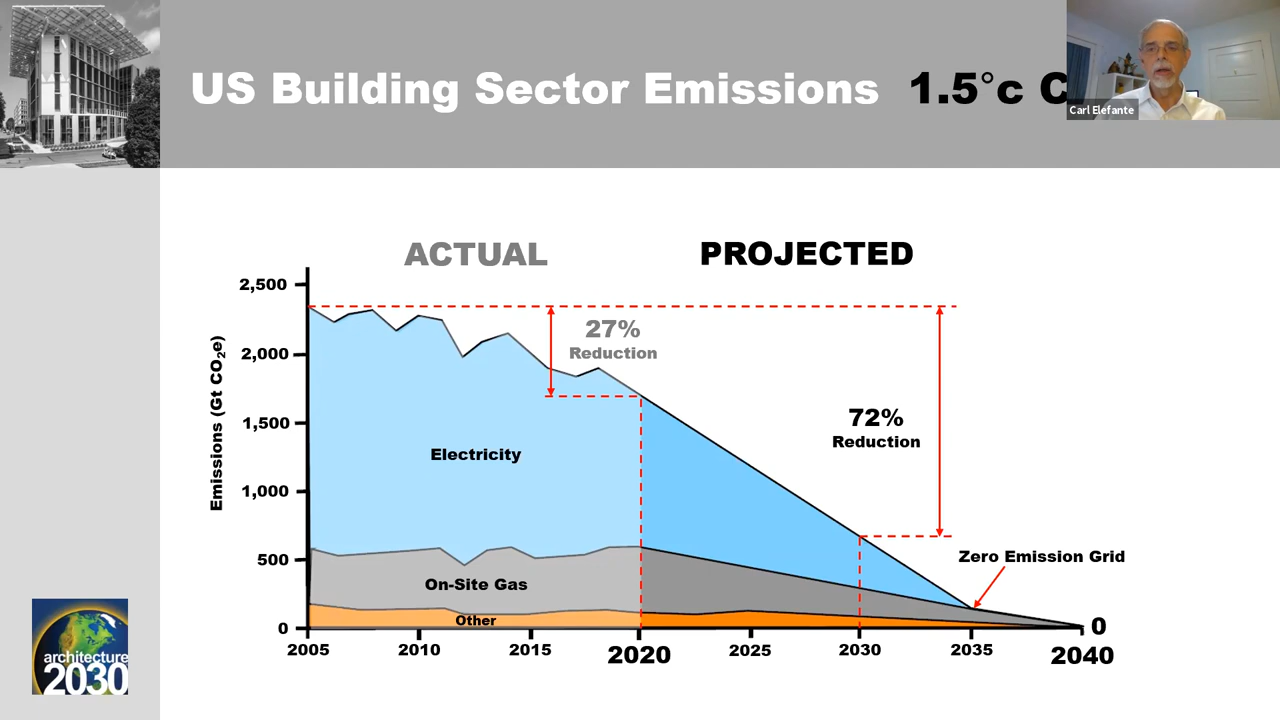 US Building Sector Emissions 1.5°c C
Carl Elefante
ACTUAL
PROJECTED
Emissions (Gt CO₂e)
2,500
2,000
1,500
1,000
500
0
27%
Reduction
72%
Reduction
Electricity
On-Site Gas
Other
Zero Emission Grid
0
2005 2010 2015 2020 2025 2030 2035 2040
architecture
2030